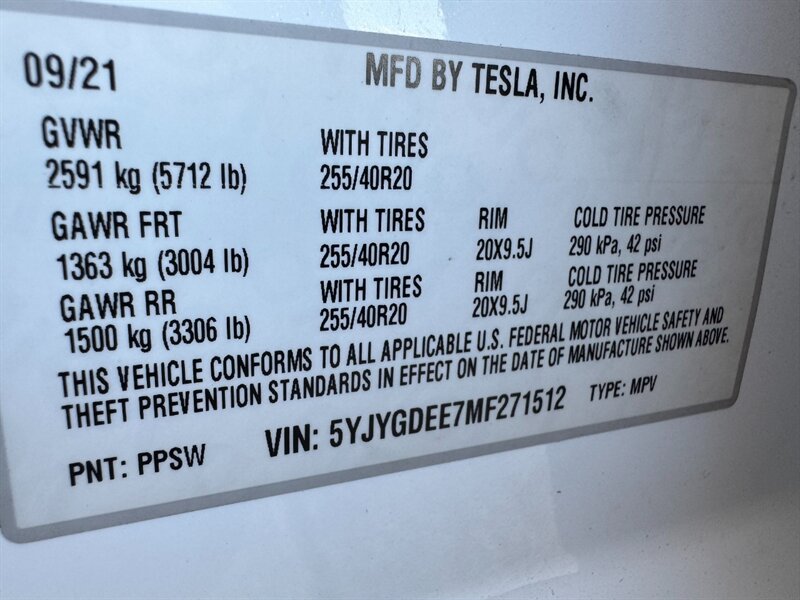 09/21 MFD BY TESLA, INC.
GVWR WITH TIRES
2591 kg (5712 lb) 255/40R20
GAWR FRT WITH TIRES RIM COLD TIRE PRESSURE
1363 kg (3004 lb) 255/40R20 20X9.5J 290 kPa, 42 psi
GAWR RR WITH TIRES RIM COLD TIRE PRESSURE
1500 kg (3306 lb) 255/40R20 20X9.5J 290 kPa, 42 psi
THIS VEHICLE CONFORMS TO ALL APPLICABLE U.S. FEDERAL MOTOR VEHICLE SAFETY AND
THEFT PREVENTION STANDARDS IN EFFECT ON THE DATE OF MANUFACTURE SHOWN ABOVE.
PNT: PPSW VIN: 5YJYGDEE7MF271512 TYPE: MPV